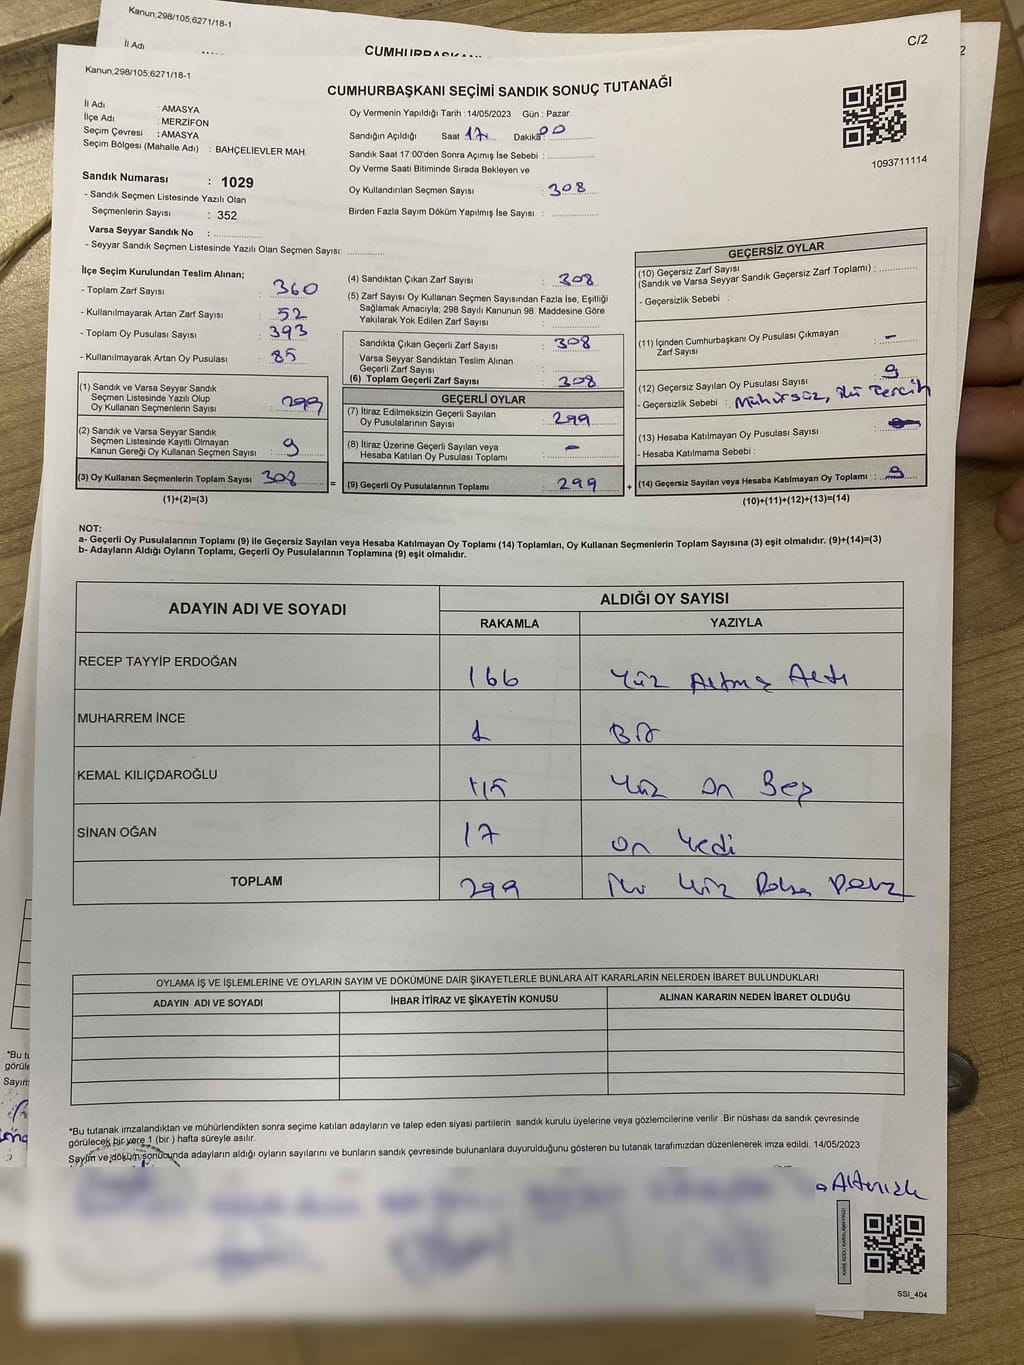 Kanun;298/105;6271/18-1
İl Adı
C/2
2
Kanun;298/105;6271/18-1
CUMHURBAŞKANI SEÇİMİ SANDIK SONUÇ TUTANAĞI
İl Adı : AMASYA
İlçe Adı : MERZİFON
Seçim Çevresi : AMASYA
Seçim Bölgesi (Mahalle Adı) : BAHÇELİEVLER MAH.
Oy Vermenin Yapıldığı Tarih :14/05/2023 Gün : Pazar
Sandığın Açıldığı Saat 17 Dakika 00
Sandık Saat 17:00'den Sonra Açımış İse Sebebi :
Oy Verme Saati Bitiminde Sırada Bekleyen ve
Oy Kullandırılan Seçmen Sayısı : 308
Birden Fazla Sayım Döküm Yapılmış İse Sayısı :
1093711114
Sandık Numarası : 1029
- Sandık Seçmen Listesinde Yazılı Olan
Seçmenlerin Sayısı : 352
Varsa Seyyar Sandık No :
- Seyyar Sandık Seçmen Listesinde Yazılı Olan Seçmen Sayısı:
İlçe Seçim Kurulundan Teslim Alınan;
- Toplam Zarf Sayısı : 360
- Kullanılmayarak Artan Zarf Sayısı : 52
- Toplam Oy Pusulası Sayısı : 393
- Kullanılmayarak Artan Oy Pusulası : 85
(1) Sandık ve Varsa Seyyar Sandık
Seçmen Listesinde Yazılı Olup
Oy Kullanan Seçmenlerin Sayısı : 299
(2) Sandık ve Varsa Seyyar Sandık
Seçmen Listesinde Kayıtlı Olmayan
Kanun Gereği Oy Kullanan Seçmen Sayısı : 9
(3) Oy Kullanan Seçmenlerin Toplam Sayısı : 308
(1)+(2)=(3)
=
(4) Sandıktan Çıkan Zarf Sayısı : 308
(5) Zarf Sayısı Oy Kullanan Seçmen Sayısından Fazla İse, Eşitliği
Sağlamak Amacıyla; 298 Sayılı Kanunun 98. Maddesine Göre
Yakılarak Yok Edilen Zarf Sayısı :
Sandıkta Çıkan Geçerli Zarf Sayısı : 308
Varsa Seyyar Sandıktan Teslim Alınan
Geçerli Zarf Sayısı :
(6) Toplam Geçerli Zarf Sayısı : 308
GEÇERLİ OYLAR
(7) İtiraz Edilmeksizin Geçerli Sayılan
Oy Pusulalarının Sayısı : 299
(8) İtiraz Üzerine Geçerli Sayılan veya
Hesaba Katılan Oy Pusulası Toplamı : -
(9) Geçerli Oy Pusulalarının Toplamı : 299
+
GEÇERSİZ OYLAR
(10) Geçersiz Zarf Sayısı
(Sandık ve Varsa Seyyar Sandık Geçersiz Zarf Toplamı) :
- Geçersizlik Sebebi :
(11) İçinden Cumhurbaşkanı Oy Pusulası Çıkmayan
Zarf Sayısı : -
(12) Geçersiz Sayılan Oy Pusulası Sayısı : 9
- Geçersizlik Sebebi : Mühürsüz, iki Tercih
(13) Hesaba Katılmayan Oy Pusulası Sayısı :
- Hesaba Katılmama Sebebi :
(14) Geçersiz Sayılan veya Hesaba Katılmayan Oy Toplamı : 9
(10)+(11)+(12)+(13)=(14)
NOT:
a- Geçerli Oy Pusulalarının Toplamı (9) ile Geçersiz Sayılan veya Hesaba Katılmayan Oy Toplamı (14) Toplamları, Oy Kullanan Seçmenlerin Toplam Sayısına (3) eşit olmalıdır. (9)+(14)=(3)
b- Adayların Aldığı Oyların Toplamı, Geçerli Oy Pusulalarının Toplamına (9) eşit olmalıdır.
ADAYIN ADI VE SOYADI ALDIĞI OY SAYISI
RAKAMLA YAZIYLA
RECEP TAYYİP ERDOĞAN 166 Yüz Altmış Altı
MUHARREM İNCE 1 Bir
KEMAL KILIÇDAROĞLU 115 Yüz on Beş
SİNAN OĞAN 17 on Yedi
TOPLAM 299 iki Yüz Doksan Dokuz
OYLAMA İŞ VE İŞLEMLERİNE VE OYLARIN SAYIM VE DÖKÜMÜNE DAİR ŞİKAYETLERLE BUNLARA AİT KARARLARIN NELERDEN İBARET BULUNDUKLARI
ADAYIN ADI VE SOYADI İHBAR İTİRAZ VE ŞİKAYETİN KONUSU ALINAN KARARIN NEDEN İBARET OLDUĞU
*Bu tutanak imzalandıktan ve mühürlendikten sonra seçime katılan adayların ve talep eden siyasi partilerin sandık kurulu üyelerine veya gözlemcilerine verilir .Bir nüshası da sandık çevresinde
görülecek bir yere 1 (bir ) hafta süreyle asılır.
Sayım ve döküm sonucunda adayların aldığı oyların sayılarını ve bunların sandık çevresinde bulunanlara duyurulduğunu gösteren bu tutanak tarafımızdan düzenlenerek imza edildi. 14/05/2023
KARE KODU KARALAMAYINIZ!
SSI_404